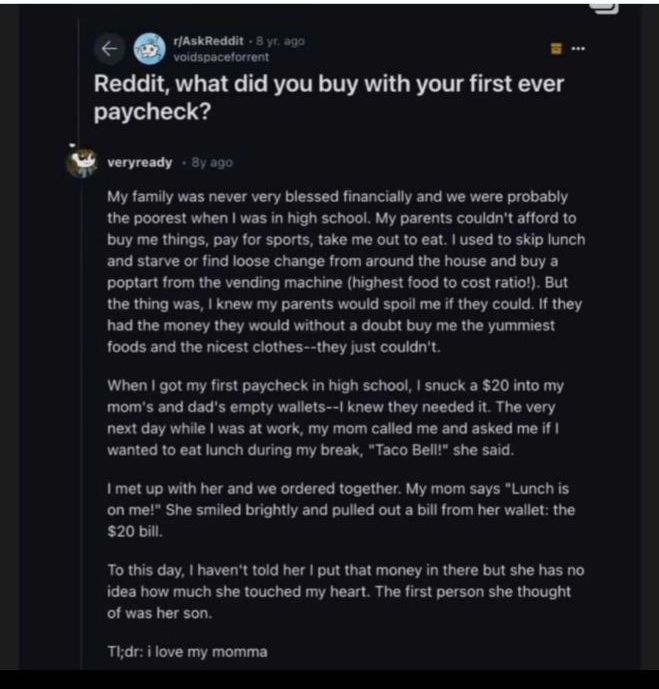 r/AskReddit · 8 yr. ago
voidspaceforrent
Reddit, what did you buy with your first ever
paycheck?
veryready · 8y ago
My family was never very blessed financially and we were probably
the poorest when I was in high school. My parents couldn't afford to
buy me things, pay for sports, take me out to eat. I used to skip lunch
and starve or find loose change from around the house and buy a
poptart from the vending machine (highest food to cost ratio!). But
the thing was, I knew my parents would spoil me if they could. If they
had the money they would without a doubt buy me the yummiest
foods and the nicest clothes--they just couldn't.
When I got my first paycheck in high school, I snuck a $20 into my
mom's and dad's empty wallets--I knew they needed it. The very
next day while I was at work, my mom called me and asked me if I
wanted to eat lunch during my break, "Taco Bell!" she said.
I met up with her and we ordered together. My mom says "Lunch is
on me!" She smiled brightly and pulled out a bill from her wallet: the
$20 bill.
To this day, I haven't told her I put that money in there but she has no
idea how much she touched my heart. The first person she thought
of was her son.
Tl;dr: i love my momma